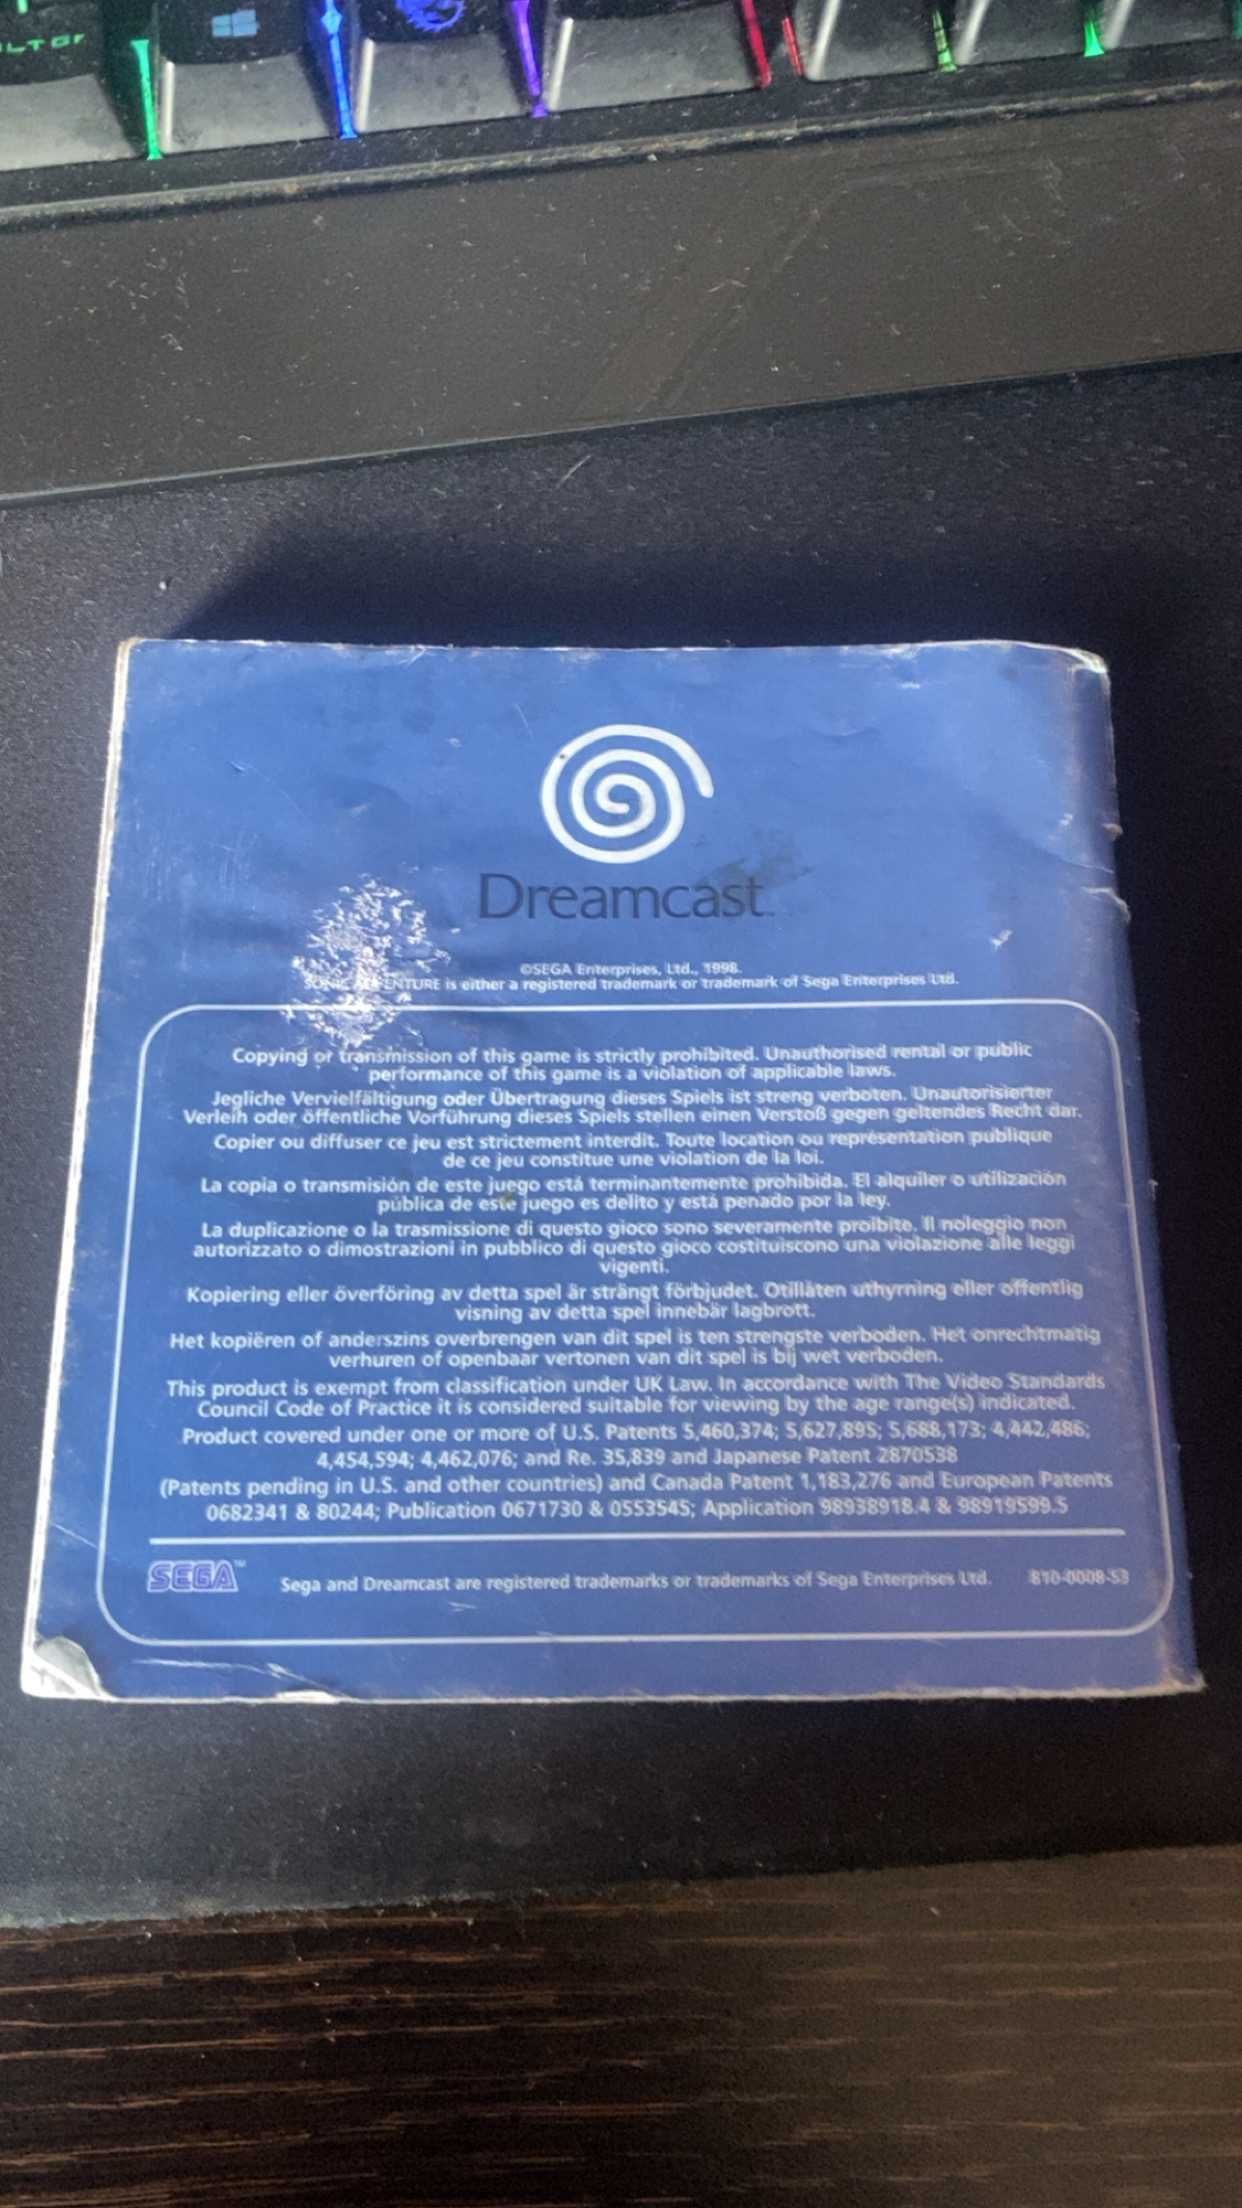 LT Gr
Dreamcast
©SEGA Enterprises, Ltd., 1998.
SONIC ADVENTURE is either a registered trademark or trademark of Sega Enterprises Ltd.
Copying or transmission of this game is strictly prohibited. Unauthorised rental or public
performance of this game is a violation of applicable laws.
Jegliche Vervielfältigung oder Übertragung dieses Spiels ist streng verboten. Unautorisierter
Verleih oder öffentliche Vorführung dieses Spiels stellen einen Verstoß gegen geltendes Recht dar.
Copier ou diffuser ce jeu est strictement interdit. Toute location ou représentation publique
de ce jeu constitue une violation de la loi.
La copia o transmisión de este juego está terminantemente prohibida. El alquiler o utilización
pública de este juego es delito y está penado por la ley.
La duplicazione o la trasmissione di questo gioco sono severamente proibite. Il noleggio non
autorizzato o dimostrazioni in pubblico di questo gioco costituiscono una violazione alle leggi
vigenti.
Kopiering eller överföring av detta spel är strängt förbjudet. Otillåten uthyrning eller offentlig
visning av detta spel innebär lagbrott.
Het kopiëren of anderszins overbrengen van dit spel is ten strengste verboden. Het onrechtmatig
verhuren of openbaar vertonen van dit spel is bij wet verboden.
This product is exempt from classification under UK Law. In accordance with The Video Standards
Council Code of Practice it is considered suitable for viewing by the age range(s) indicated.
Product covered under one or more of U.S. Patents 5,460,374; 5,627,895; 5,688,173; 4,442,486;
4,454,594; 4,462,076; and Re. 35,839 and Japanese Patent 2870538
(Patents pending in U.S. and other countries) and Canada Patent 1,183,276 and European Patents
0682341 & 80244; Publication 0671730 & 0553545; Application 98938918.4 & 98919599.5
SEGA™ Sega and Dreamcast are registered trademarks or trademarks of Sega Enterprises Ltd. 810-0008-53